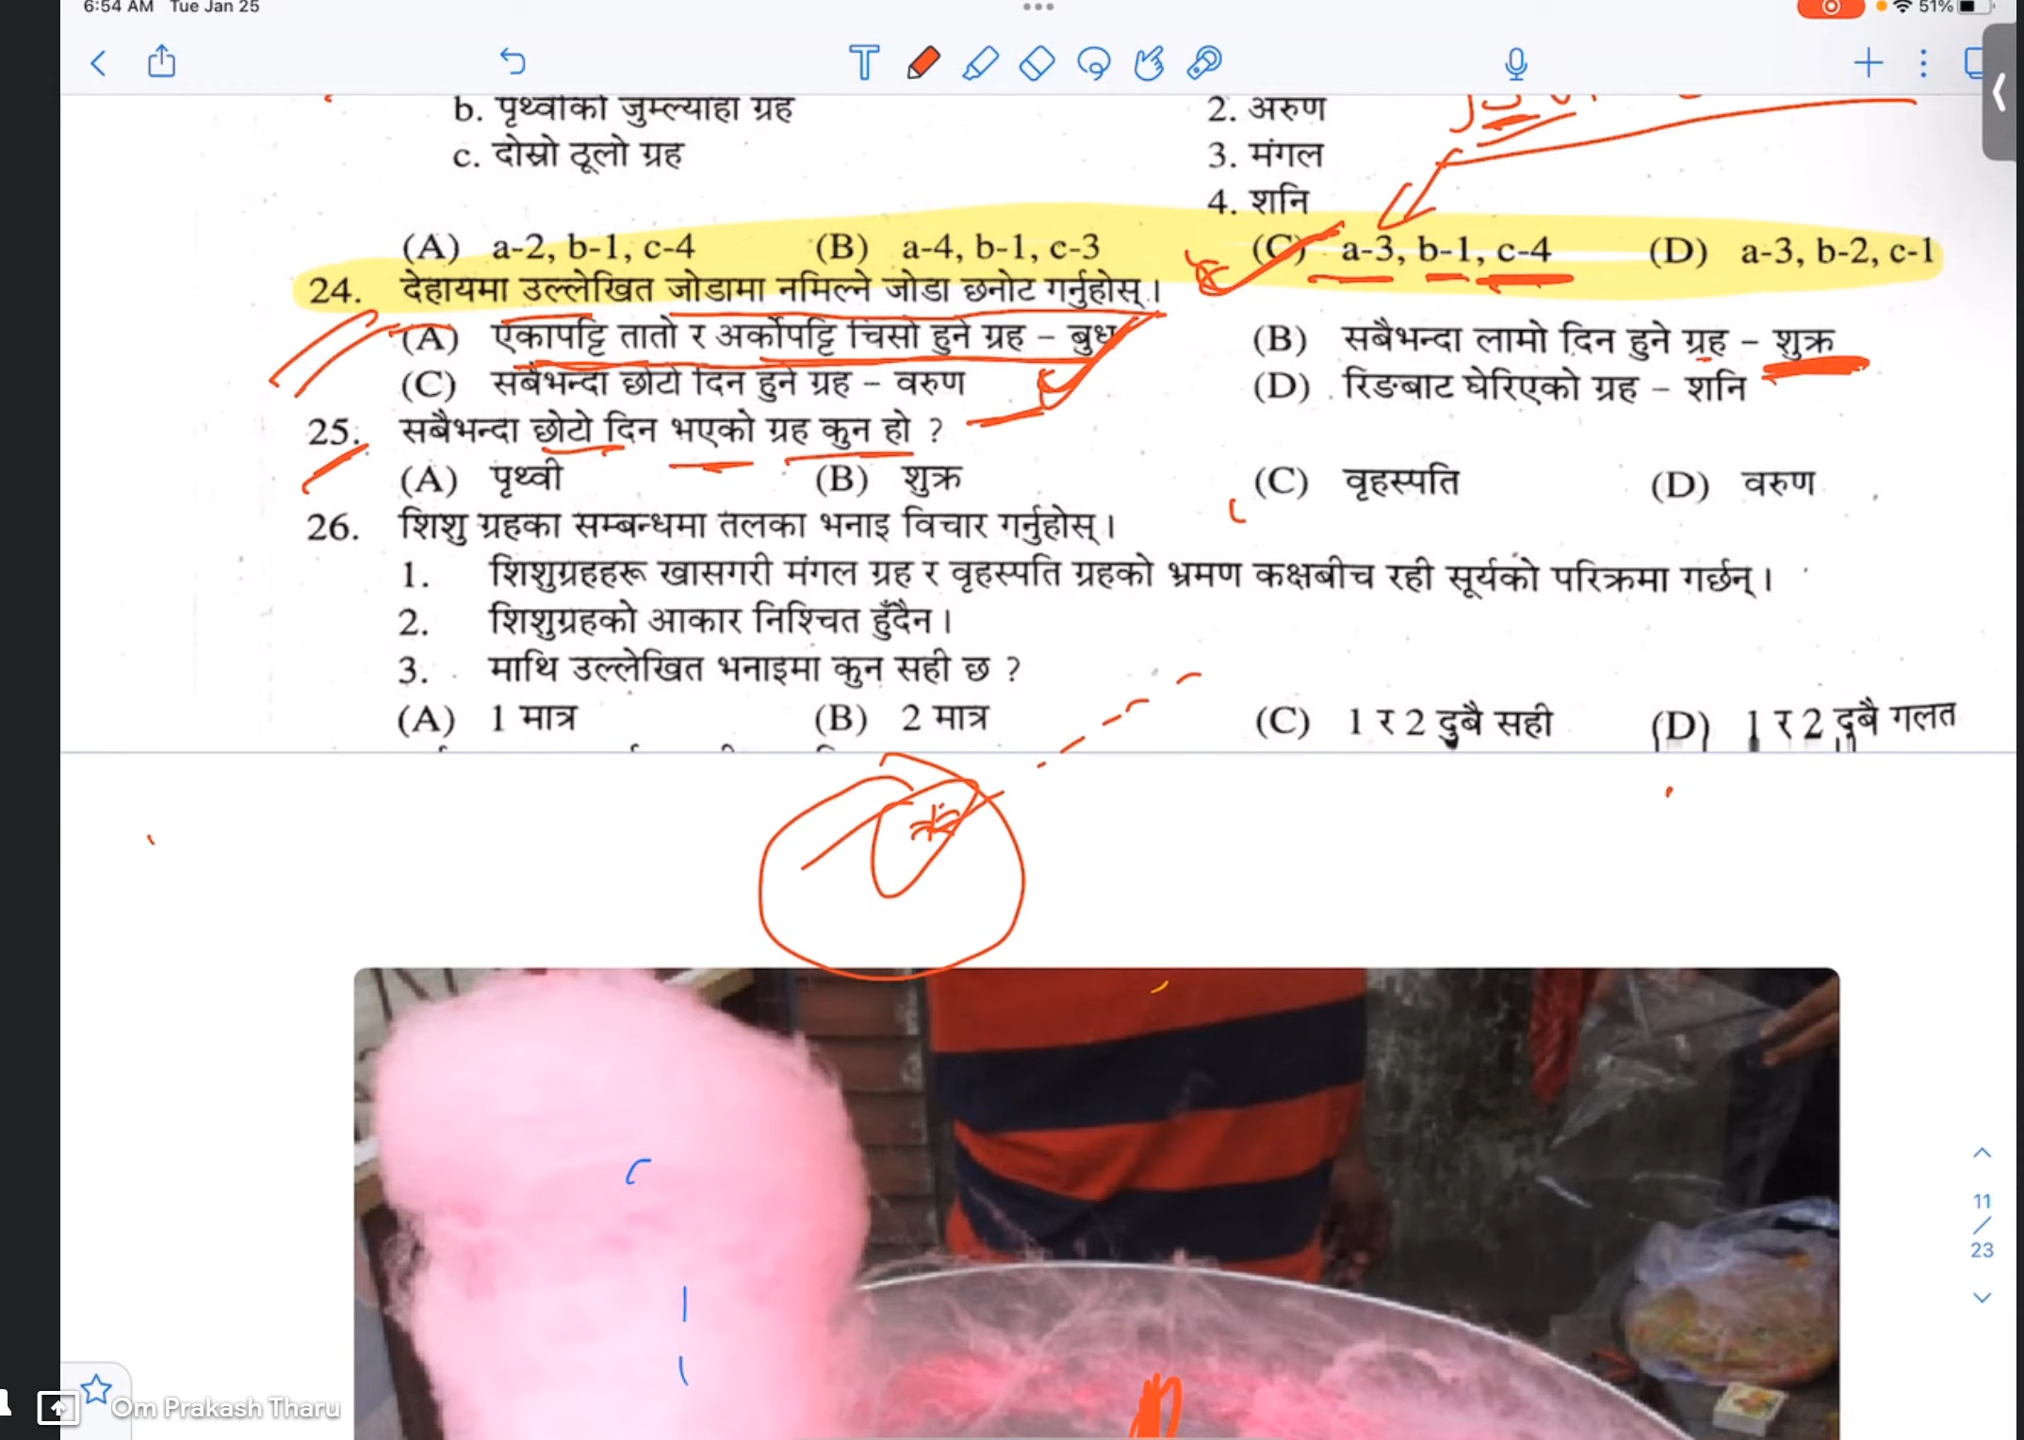 6:54 AM Tue Jan 25
51%
b. पृथ्वीको जुम्ल्याहा ग्रह 2. अरुण
c. दोस्रो ठूलो ग्रह 3. मंगल
4. शनि
(A) a-2, b-1, c-4 (B) a-4, b-1, c-3 (C) a-3, b-1, c-4 (D) a-3, b-2, c-1
24. देहायमा उल्लेखित जोडामा नमिल्ने जोडा छनोट गर्नुहोस् ।
(A) एकापट्टि तातो र अर्कोपट्टि चिसो हुने ग्रह – बुध (B) सबैभन्दा लामो दिन हुने ग्रह – शुक्र
(C) सबैभन्दा छोटो दिन हुने ग्रह – वरुण (D) रिङबाट घेरिएको ग्रह – शनि
25. सबैभन्दा छोटो दिन भएको ग्रह कुन हो ?
(A) पृथ्वी (B) शुक्र (C) वृहस्पति (D) वरुण
26. शिशु ग्रहका सम्बन्धमा तलका भनाइ विचार गर्नुहोस् ।
1. शिशुग्रहहरू खासगरी मंगल ग्रह र वृहस्पति ग्रहको भ्रमण कक्षबीच रही सूर्यको परिक्रमा गर्छन् ।
2. शिशुग्रहको आकार निश्चित हुँदैन ।
3. माथि उल्लेखित भनाइमा कुन सही छ ?
(A) 1 मात्र (B) 2 मात्र (C) 1 र 2 दुबै सही (D) 1 र 2 दुबै गलत
11
/
23
Om Prakash Tharu